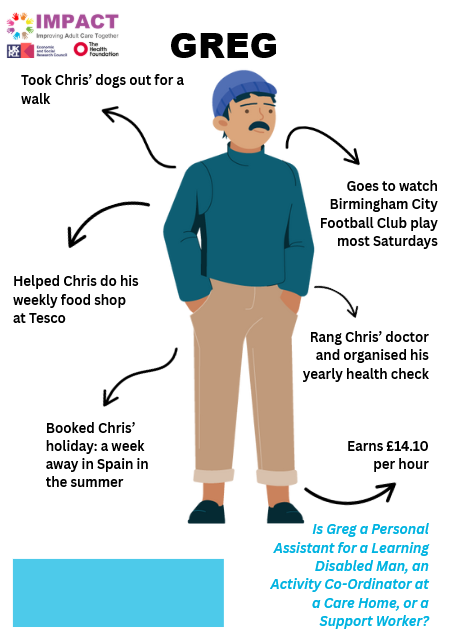 IMPACT
Improving Adult Care Together
UK
RI
Economic
and Social
Research Council
The
Health
Foundation
GREG
Took Chris’ dogs out for a
walk
Goes to watch
Birmingham City
Football Club play
most Saturdays
Helped Chris do his
weekly food shop
at Tesco
Rang Chris’ doctor
and organised his
yearly health check
Booked Chris’
holiday: a week
away in Spain in
the summer
Earns £14.10
per hour
Is Greg a Personal
Assistant for a Learning
Disabled Man, an
Activity Co-Ordinator at
a Care Home, or a
Support Worker?